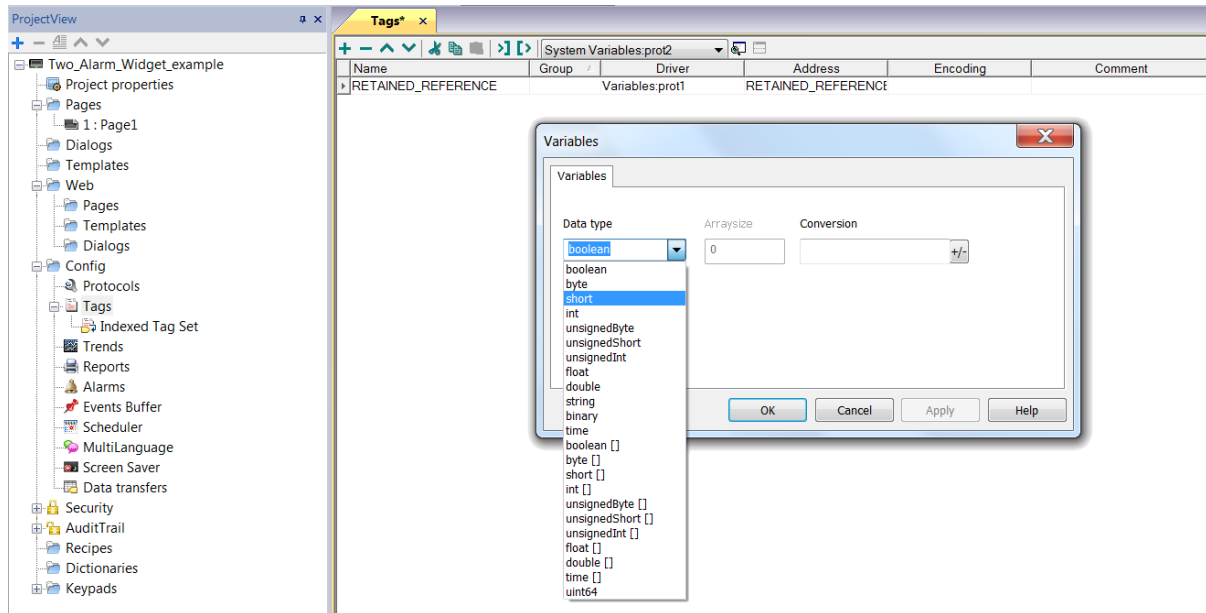 ProjectView
Two_Alarm_Widget_example
Project properties
Pages
1 : Page1
Dialogs
Templates
Web
Pages
Templates
Dialogs
Config
Protocols
Tags
Indexed Tag Set
Trends
Reports
Alarms
Events Buffer
Scheduler
MultiLanguage
Screen Saver
Data transfers
Security
AuditTrail
Recipes
Dictionaries
Keypads
Tags*
System Variables:prot2
Name Group Driver Address Encoding Comment
RETAINED_REFERENCE Variables:prot1 RETAINED_REFERENCE
Variables
Variables
Data type Arraysize Conversion
boolean 0 +/-
boolean
byte
short
int
unsignedByte
unsignedShort
unsignedInt
float
double
string
binary
time
boolean []
byte []
short []
int []
unsignedByte []
unsignedShort []
unsignedInt []
float []
double []
time []
uint64
OK Cancel Apply Help